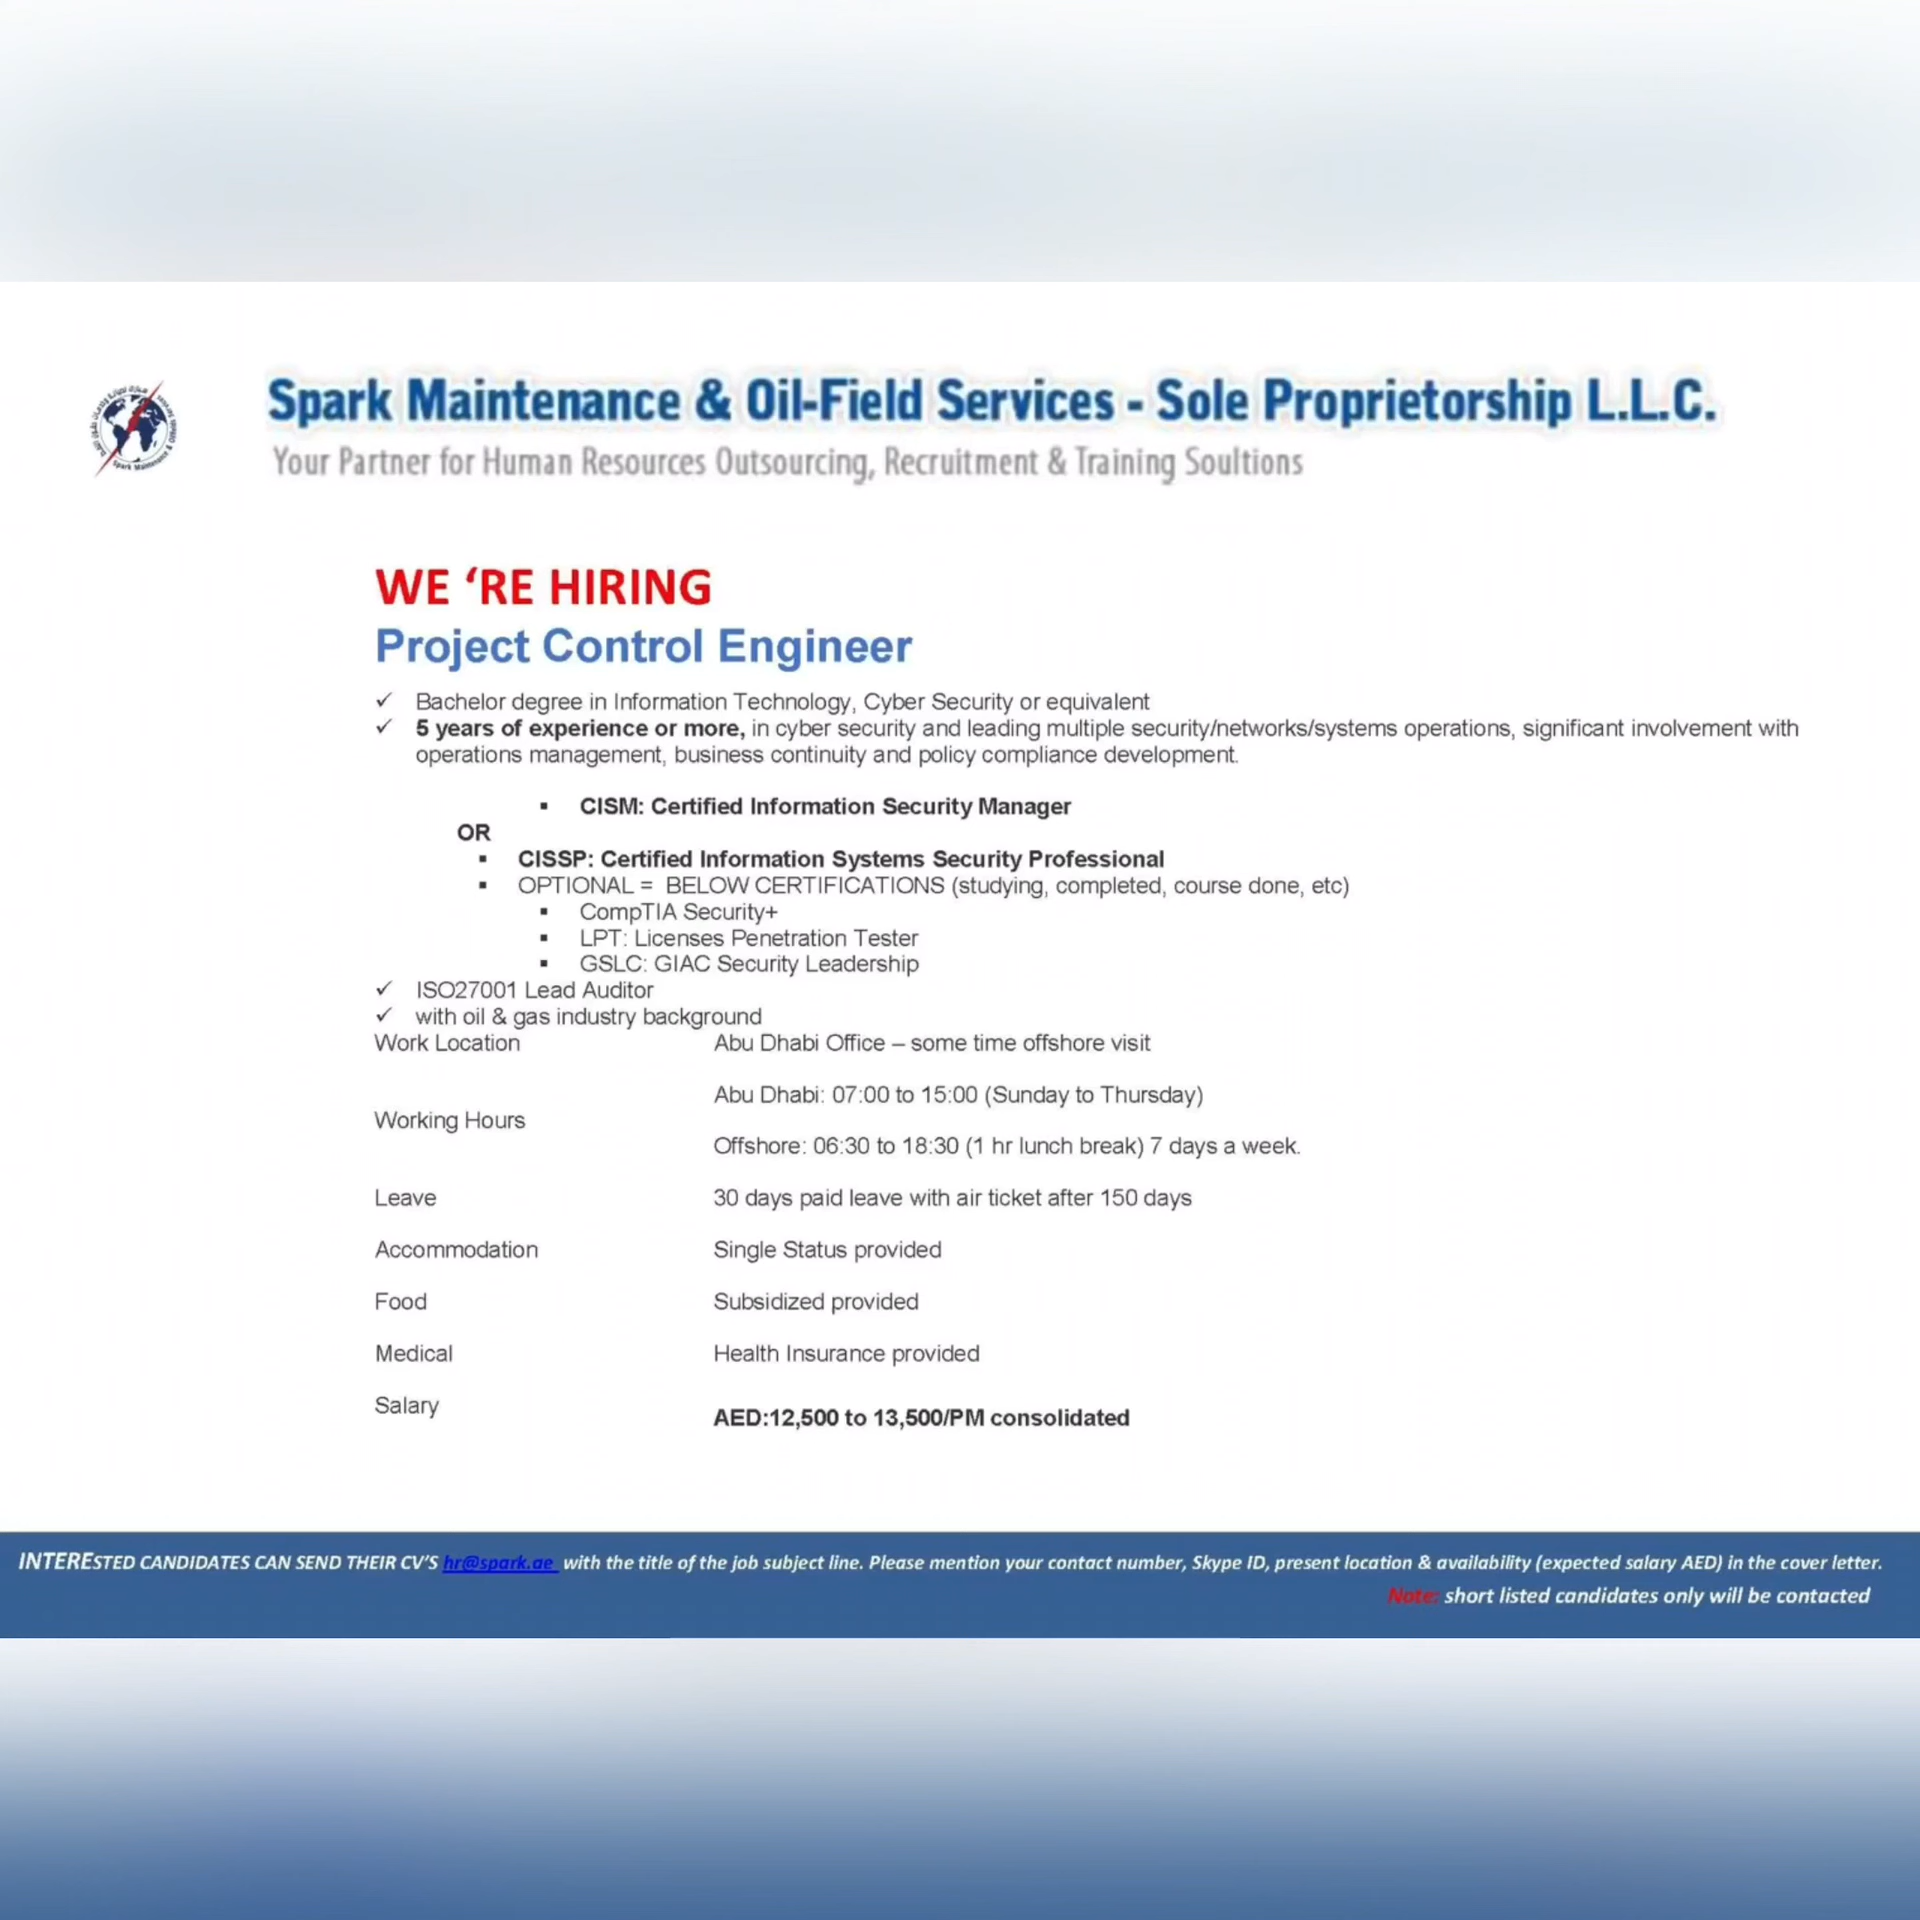 Spark Maintenance & Oil-Field Services - Sole Proprietorship L.L.C.
Your Partner for Human Resources Outsourcing, Recruitment & Training Soultions
WE ‘RE HIRING
Project Control Engineer
✓ Bachelor degree in Information Technology, Cyber Security or equivalent
✓ 5 years of experience or more, in cyber security and leading multiple security/networks/systems operations, significant involvement with
operations management, business continuity and policy compliance development.
▪ CISM: Certified Information Security Manager
OR
▪ CISSP: Certified Information Systems Security Professional
▪ OPTIONAL = BELOW CERTIFICATIONS (studying, completed, course done, etc)
▪ CompTIA Security+
▪ LPT: Licenses Penetration Tester
▪ GSLC: GIAC Security Leadership
✓ ISO27001 Lead Auditor
✓ with oil & gas industry background
Work Location Abu Dhabi Office – some time offshore visit
Abu Dhabi: 07:00 to 15:00 (Sunday to Thursday)
Working Hours
Offshore: 06:30 to 18:30 (1 hr lunch break) 7 days a week.
Leave 30 days paid leave with air ticket after 150 days
Accommodation Single Status provided
Food Subsidized provided
Medical Health Insurance provided
Salary AED:12,500 to 13,500/PM consolidated
INTERESTED CANDIDATES CAN SEND THEIR CV’S hr@spark.ae with the title of the job subject line. Please mention your contact number, Skype ID, present location & availability (expected salary AED) in the cover letter.
Note: short listed candidates only will be contacted